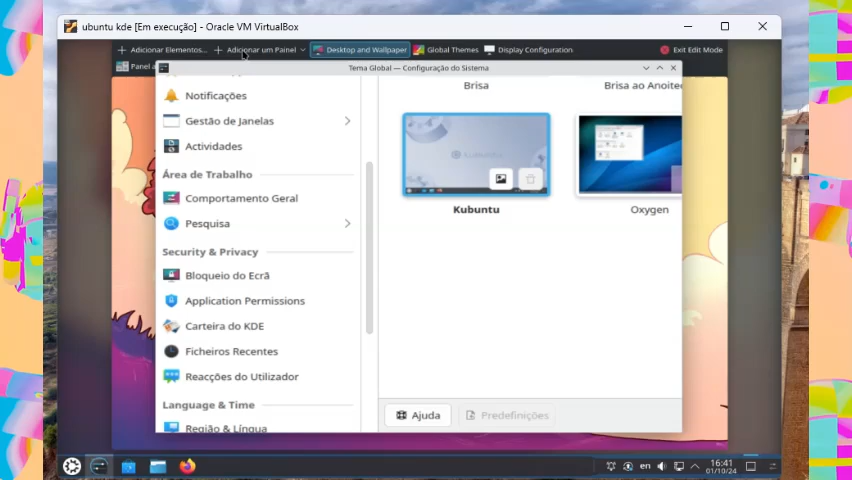 ubuntu kde [Em execução] - Oracle VM VirtualBox
Adicionar Elementos... Adicionar um Painel Desktop and Wallpaper Global Themes Display Configuration Exit Edit Mode
Panel
Tema Global — Configuração do Sistema
Notificações
Gestão de Janelas
Actividades
Área de Trabalho
Comportamento Geral
Pesquisa
Security & Privacy
Bloqueio do Ecrã
Application Permissions
Carteira do KDE
Ficheiros Recentes
Reacções do Utilizador
Language & Time
Região & Língua
Brisa Brisa ao Anoitec
Kubuntu Oxygen
Ajuda Predefinições
en 16:41
01/10/24